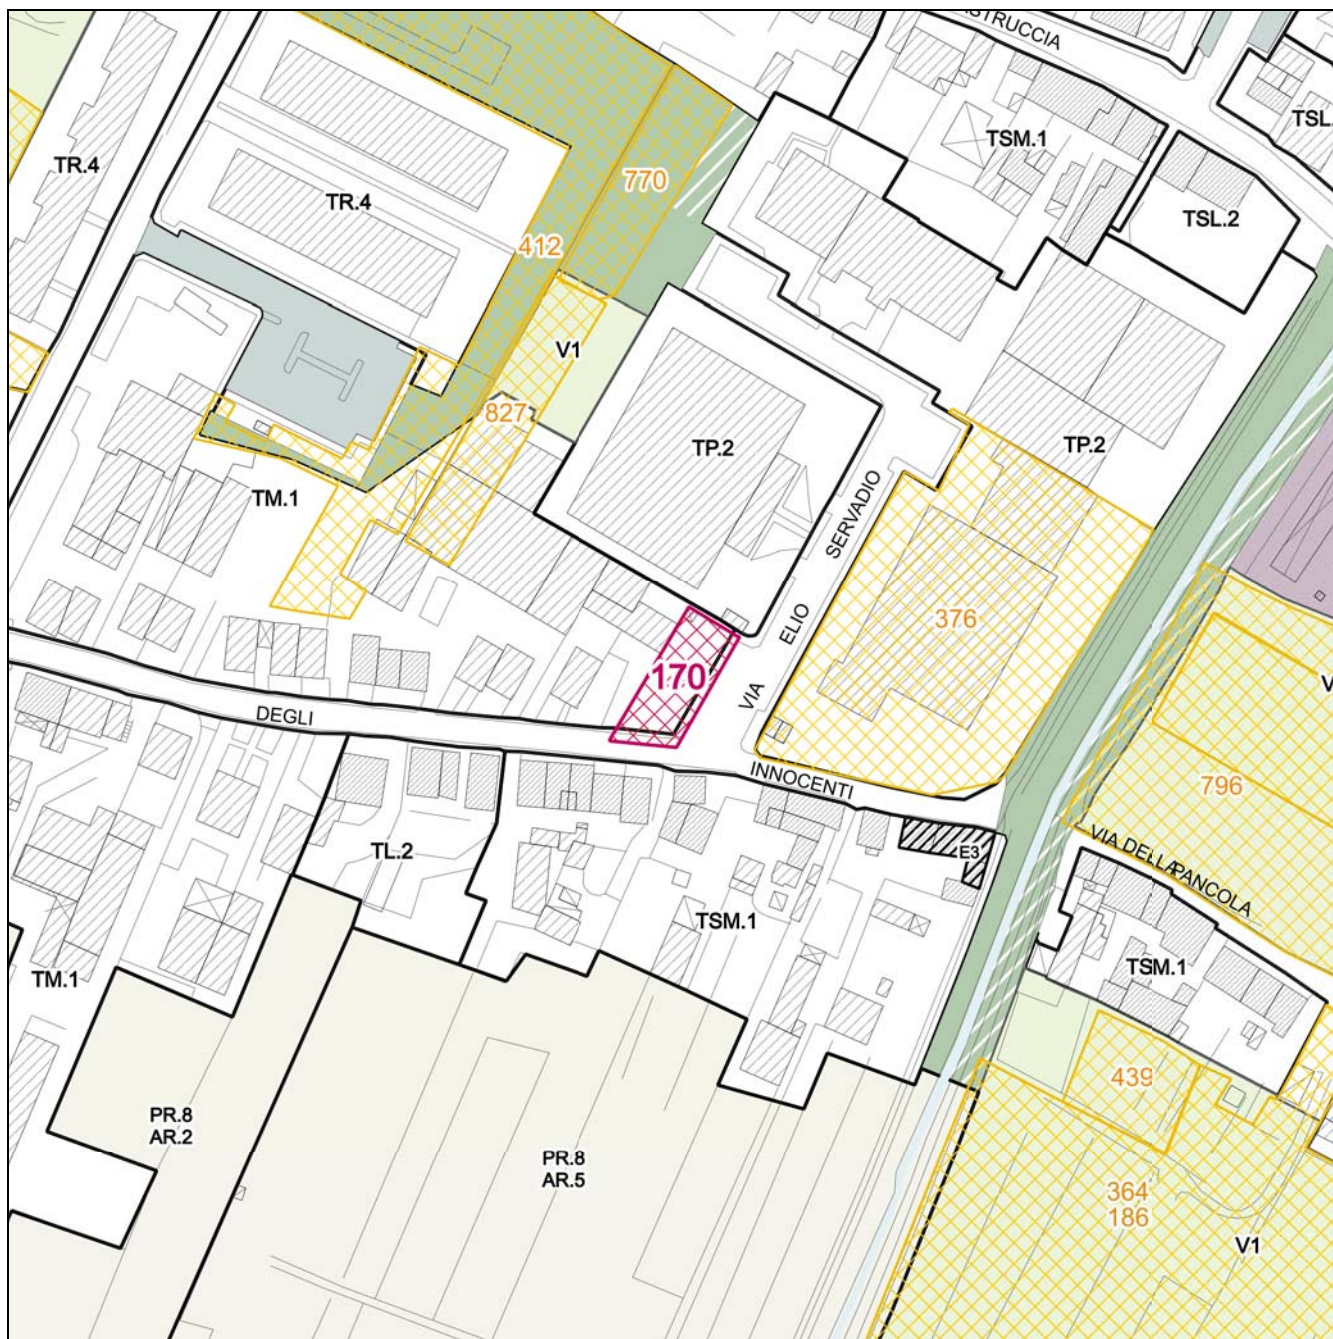 ASTRUCCIA
TSM.1
TSL.
TR.4
770
TR.4
TSL.2
412
V1
827
TP.2
TP.2
TM.1
VIA ELIO SERVADIO
376
170
V
DEGLI
INNOCENTI
796
VIA DELLA PANCOLA
TL.2
E3
TSM.1
TSM.1
TM.1
439
PR.8
AR.2
PR.8
AR.5
364
186
V1